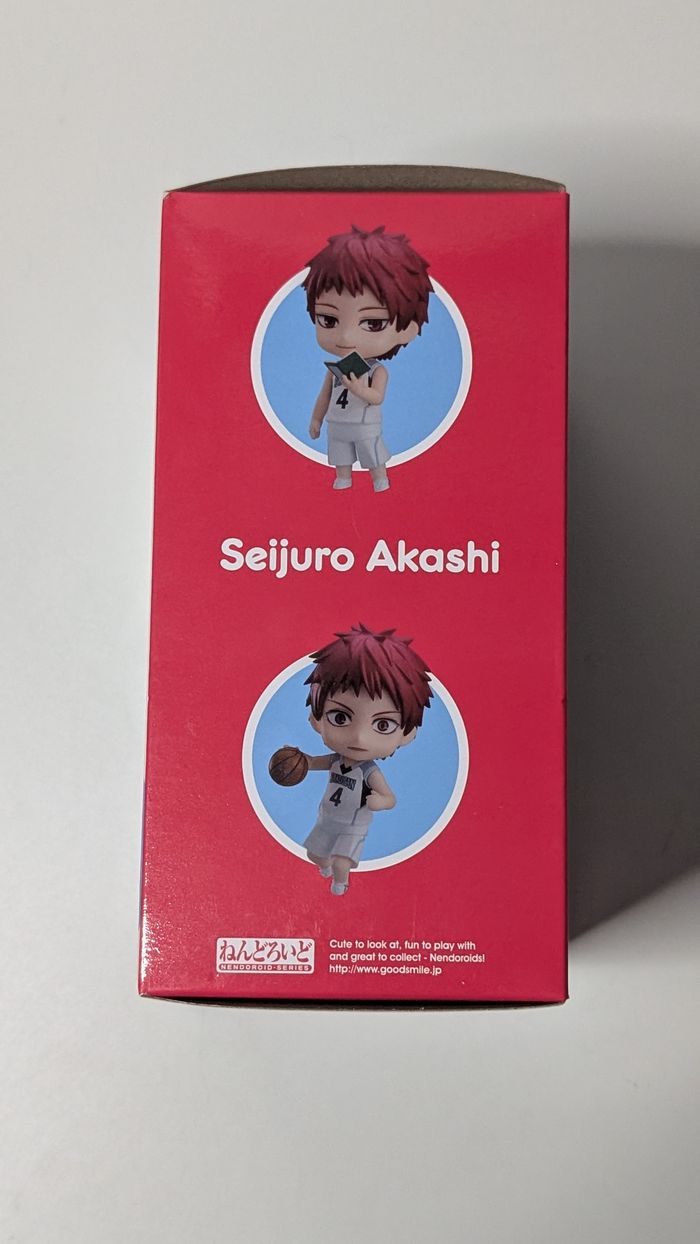 4
Seijuro Akashi
4
ねんどろいど
NENDOROID-SERIES
Cute to look at, fun to play with
and great to collect - Nendoroids!
http://www.goodsmile.jp